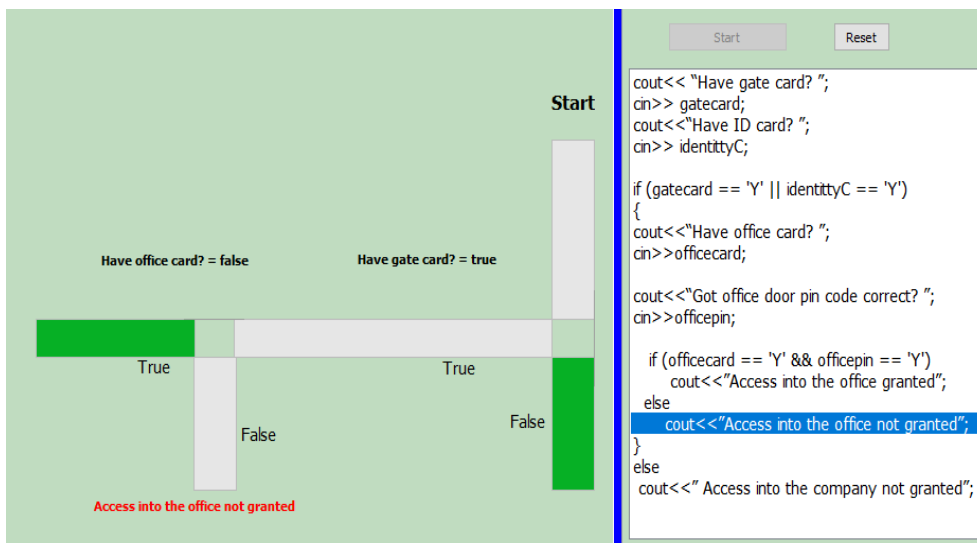 Start
Have office card? = false
Have gate card? = true
True
True
False
False
Access into the office not granted
Start
Reset
cout<< “Have gate card? ”;
cin>> gatecard;
cout<<“Have ID card? ”;
cin>> identittyC;
if (gatecard == 'Y' || identittyC == 'Y')
{
cout<<“Have office card? ”;
cin>>officecard;
cout<<“Got office door pin code correct? ”;
cin>>officepin;
if (officecard == 'Y' && officepin == 'Y')
cout<<”Access into the office granted”;
else
cout<<”Access into the office not granted”;
}
else
cout<<” Access into the company not granted”;